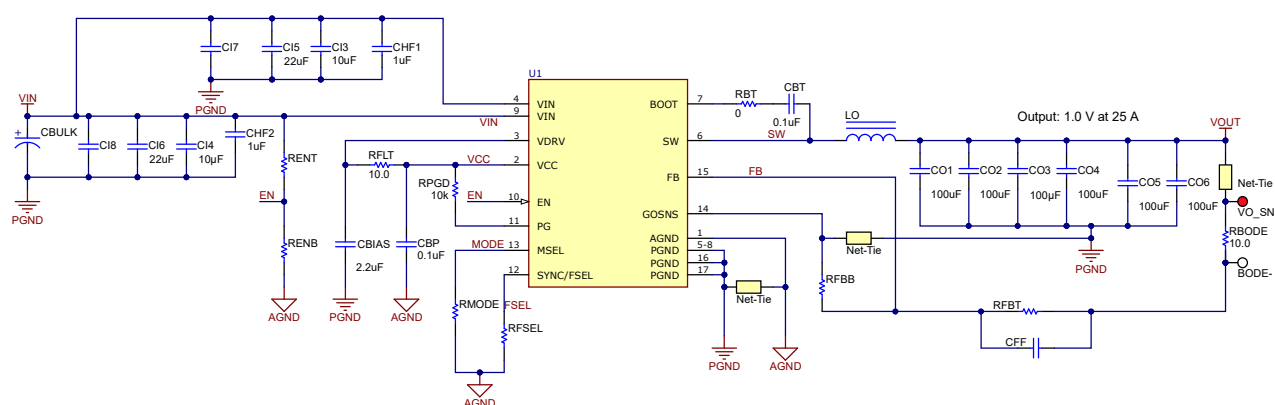 CI7
CI5
22uF
CI3
10uF
CHF1
1uF
PGND
VIN
CBULK
CI8
CI6
22uF
CI4
10µF
CHF2
1uF
PGND
RENT
EN
RENB
AGND
VIN
VCC
RFLT
10.0
RPGD
10k
EN
CBIAS
2.2uF
CBP
0.1uF
PGND
AGND
MODE
RMODE
FSEL
RFSEL
AGND
U1
4 VIN
9 VIN
3 VDRV
2 VCC
10 EN
11 PG
13 MSEL
12 SYNC/FSEL
BOOT 7
SW 6
FB 15
GOSNS 14
AGND 1
PGND 5-8
PGND 16
PGND 17
RBT
0
CBT
0.1uF
SW
LO
FB
Output: 1.0 V at 25 A
VOUT
CO1
100uF
CO2
100uF
CO3
100µF
CO4
100uF
CO5
100uF
CO6
100uF
Net-Tie
VO_SN
RBODE
10.0
BODE-
PGND
Net-Tie
RFBB
Net-Tie
PGND
AGND
RFBT
CFF